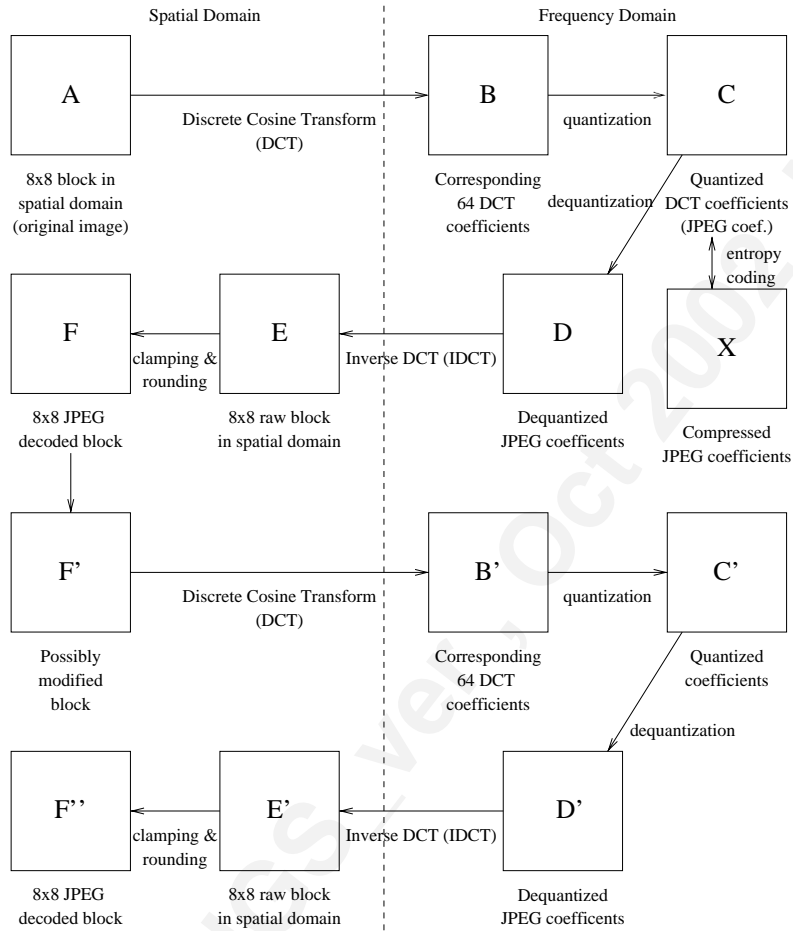 Spatial Domain
Frequency Domain
A
B
C
Discrete Cosine Transform
(DCT)
quantization
8x8 block in
spatial domain
(original image)
Corresponding
64 DCT
coefficients
dequantization
Quantized
DCT coefficients
(JPEG coef.)
entropy
coding
F
E
D
X
clamping &
rounding
Inverse DCT (IDCT)
8x8 JPEG
decoded block
8x8 raw block
in spatial domain
Dequantized
JPEG coefficents
Compressed
JPEG coefficients
F'
B'
C'
Discrete Cosine Transform
(DCT)
quantization
Possibly
modified
block
Corresponding
64 DCT
coefficients
Quantized
coefficients
dequantization
F''
E'
D'
clamping &
rounding
Inverse DCT (IDCT)
8x8 JPEG
decoded block
8x8 raw block
in spatial domain
Dequantized
JPEG coefficents
ver , Oct 2002